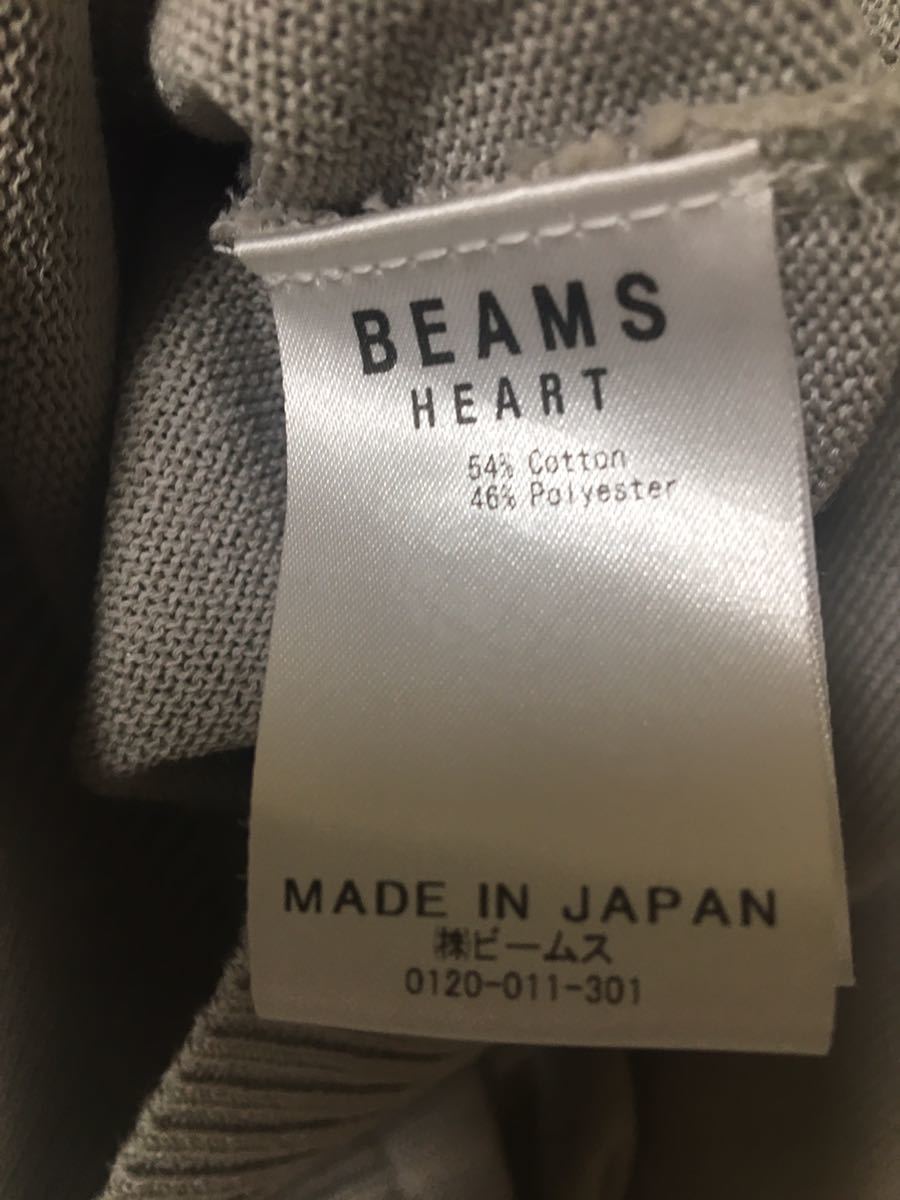 BEAMS
HEART
54% Cotton
46% Polyester
MADE IN JAPAN
㈱ビームス
0120-011-301